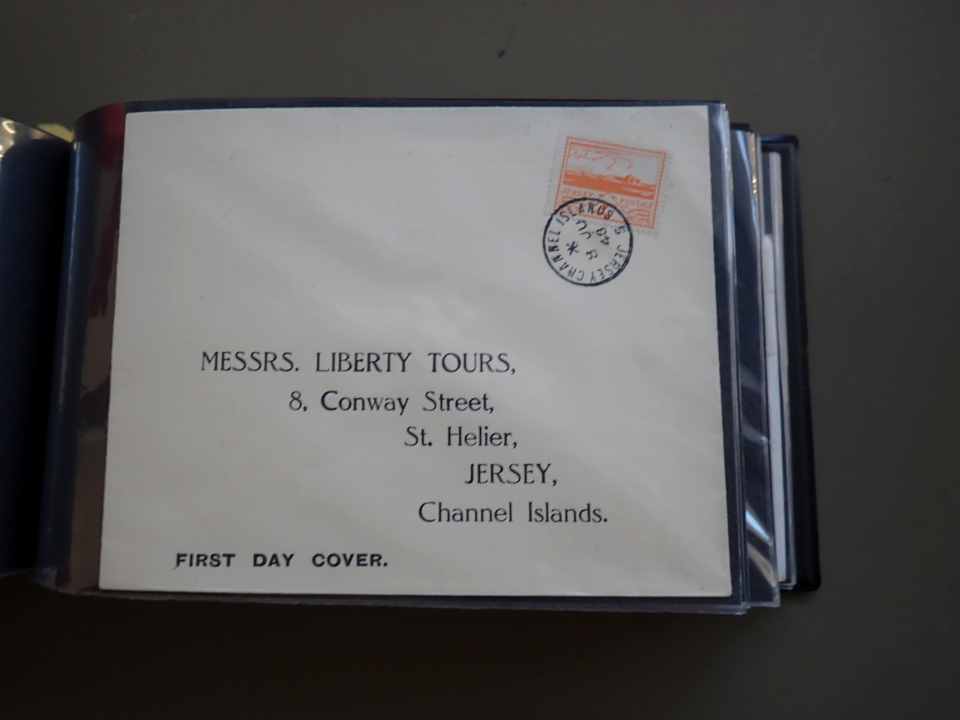 JERSEY CHANNEL ISLANDS
MESSRS. LIBERTY TOURS,
8, Conway Street,
St. Helier,
JERSEY,
Channel Islands.
FIRST DAY COVER.